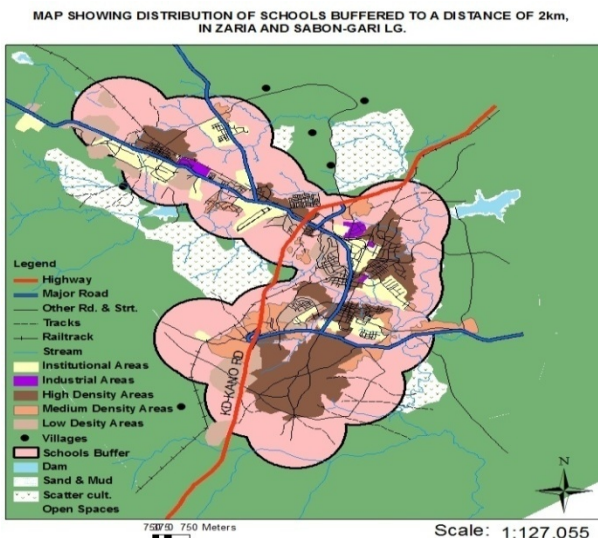 MAP SHOWING DISTRIBUTION OF SCHOOLS BUFFERED TO A DISTANCE OF 2km,
IN ZARIA AND SABON-GARI LG.
Legend
Highway
Major Road
Other Rd. & Strt.
Tracks
Railtrack
Stream
Institutional Areas
Industrial Areas
High Density Areas
Medium Density Areas
Low Desity Areas
Villages
Schools Buffer
Dam
Sand & Mud
Scatter cult.
Open Spaces
KD-KANO RD
N
750 Meters
Scale: 1:127,055